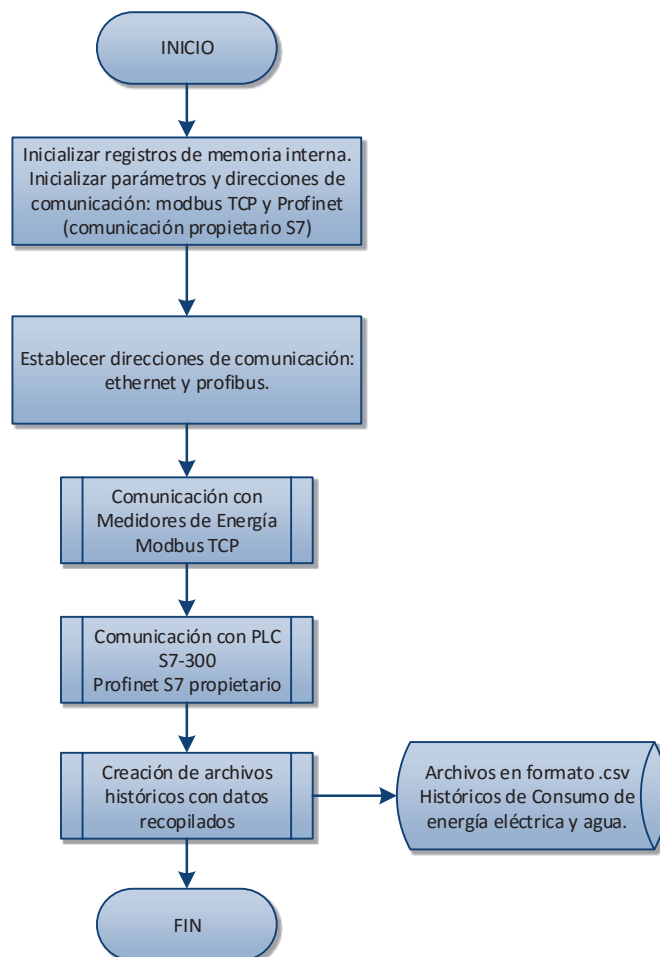 INICIO
Inicializar registros de memoria interna.
Inicializar parámetros y direcciones de
comunicación: modbus TCP y Profinet
(comunicación propietario S7)
Establecer direcciones de comunicación:
ethernet y profibus.
Comunicación con
Medidores de Energía
Modbus TCP
Comunicación con PLC
S7-300
Profinet S7 propietario
Creación de archivos
históricos con datos
recopilados
Archivos en formato .csv
Históricos de Consumo de
energía eléctrica y agua.
FIN